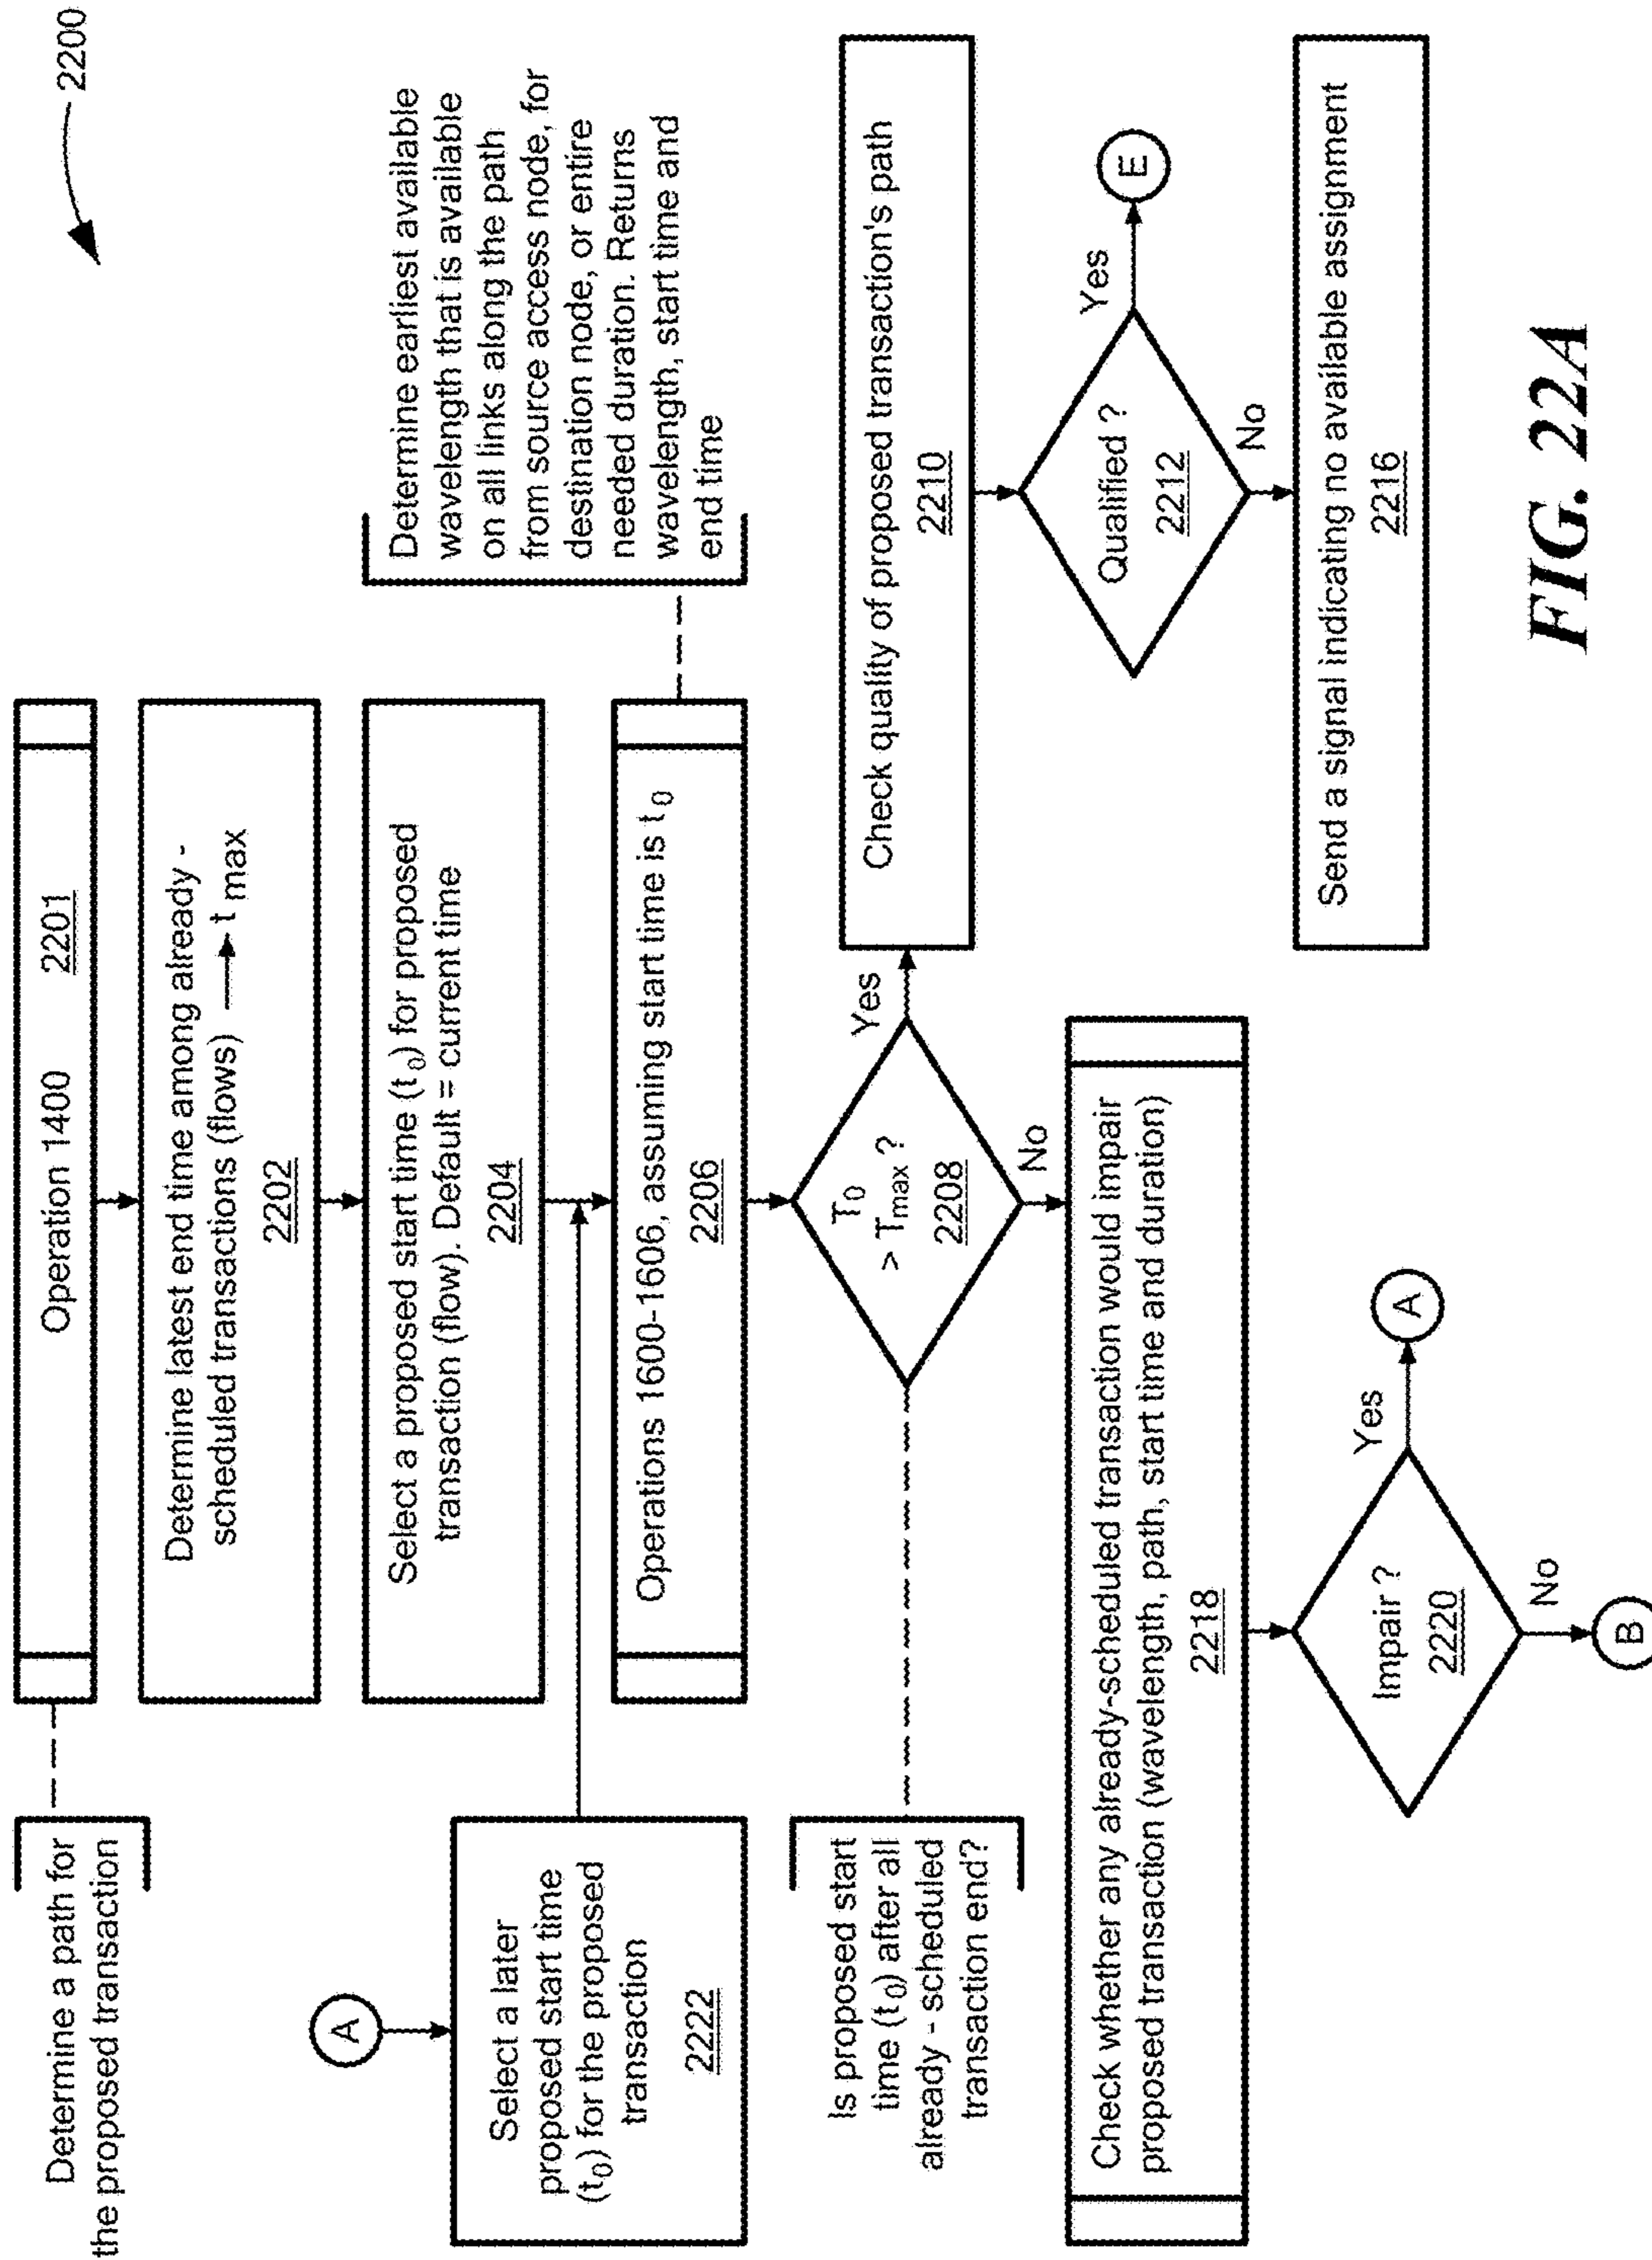 2200
Determine a path for
the proposed transaction
Operation 1400 2201
Determine latest end time among already -
scheduled transactions (flows) → t max
2202
Select a proposed start time (t0) for proposed
transaction (flow). Default = current time
2204
A
Select a later
proposed start time
(t0) for the proposed
transaction
2222
Operations 1600-1606, assuming start time is t0
2206
Determine earliest available
wavelength that is available
on all links along the path
from source access node, for
destination node, or entire
needed duration. Returns
wavelength, start time and
end time
Is proposed start
time (t0) after all
already - scheduled
transaction end?
T0
> Tmax ?
2208
Yes
No
Check quality of proposed transaction's path
2210
Qualified ?
2212
Yes
E
No
Send a signal indicating no available assignment
2216
Check whether any already-scheduled transaction would impair
proposed transaction (wavelength, path, start time and duration)
2218
Impair ?
2220
Yes
A
No
B
FIG. 22A